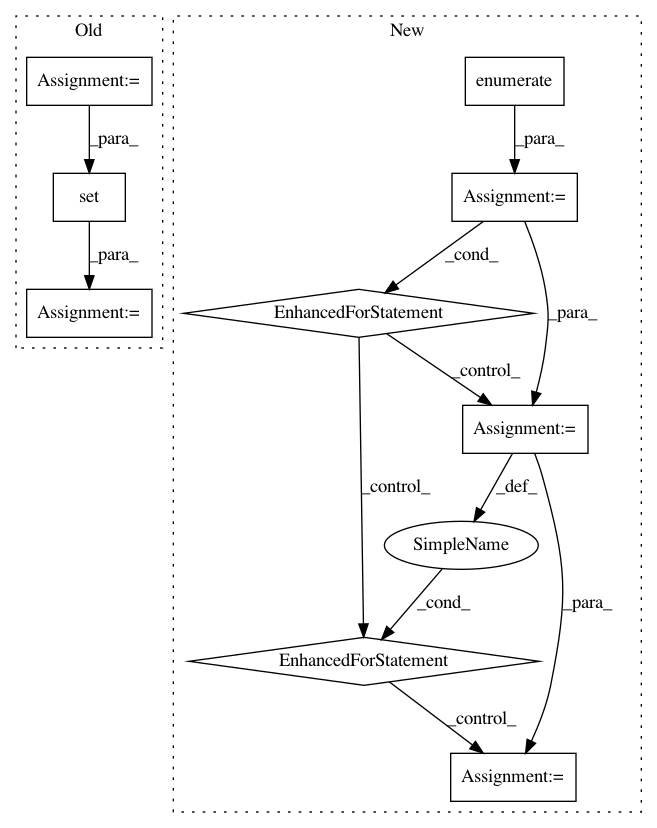 Old
New
Assignment:=
enumerate
_para_
_para_
set
Assignment:=
_para_
_cond_
Assignment:=
EnhancedForStatement
_para_
_control_
Assignment:=
_control_
_def_
SimpleName
_cond_
_para_
EnhancedForStatement
_control_
Assignment:=